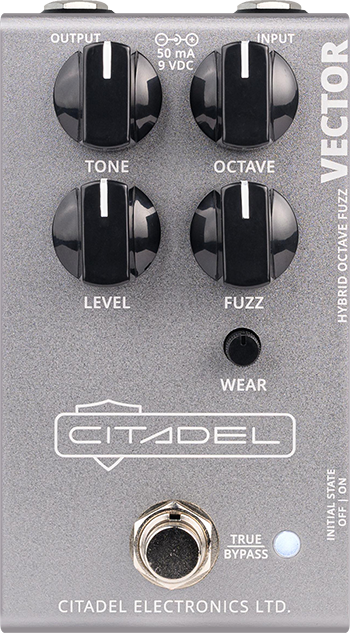 OUTPUT
INPUT
50 mA
9 VDC
TONE
OCTAVE
LEVEL
FUZZ
WEAR
VECTOR
HYBRID OCTAVE FUZZ
CITADEL
TRUE
BYPASS
INITIAL STATE
OFF | ON
CITADEL ELECTRONICS LTD.